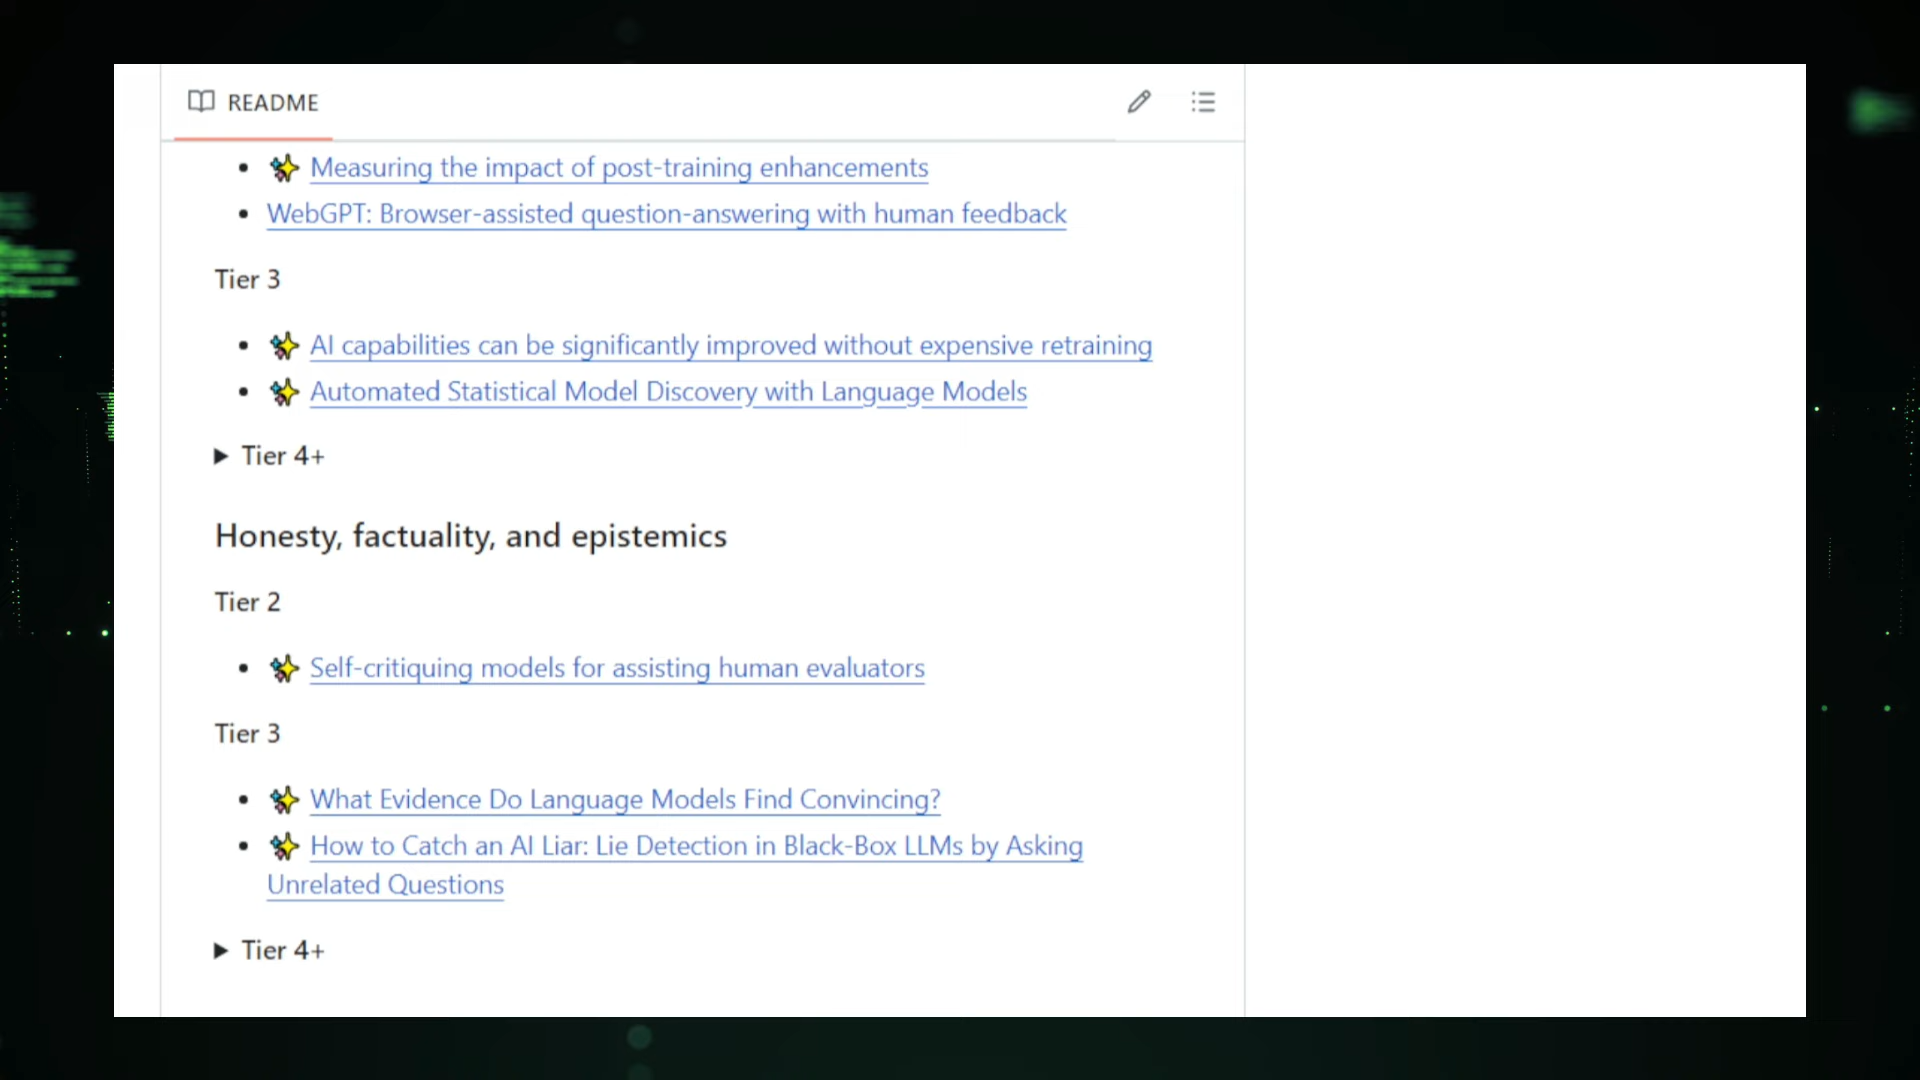 README
Measuring the impact of post-training enhancements
WebGPT: Browser-assisted question-answering with human feedback
Tier 3
AI capabilities can be significantly improved without expensive retraining
Automated Statistical Model Discovery with Language Models
Tier 4+
Honesty, factuality, and epistemics
Tier 2
Self-critiquing models for assisting human evaluators
Tier 3
What Evidence Do Language Models Find Convincing?
How to Catch an AI Liar: Lie Detection in Black-Box LLMs by Asking
Unrelated Questions
Tier 4+